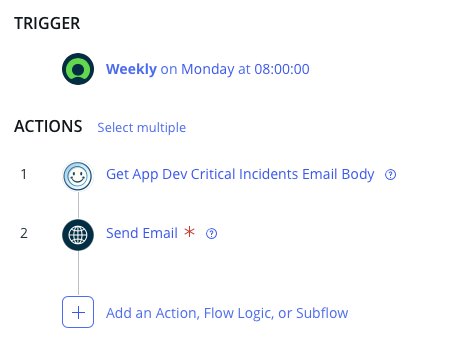 TRIGGER
Weekly on Monday at 08:00:00
ACTIONS Select multiple
1 Get App Dev Critical Incidents Email Body ?
2 Send Email * ?
+ Add an Action, Flow Logic, or Subflow